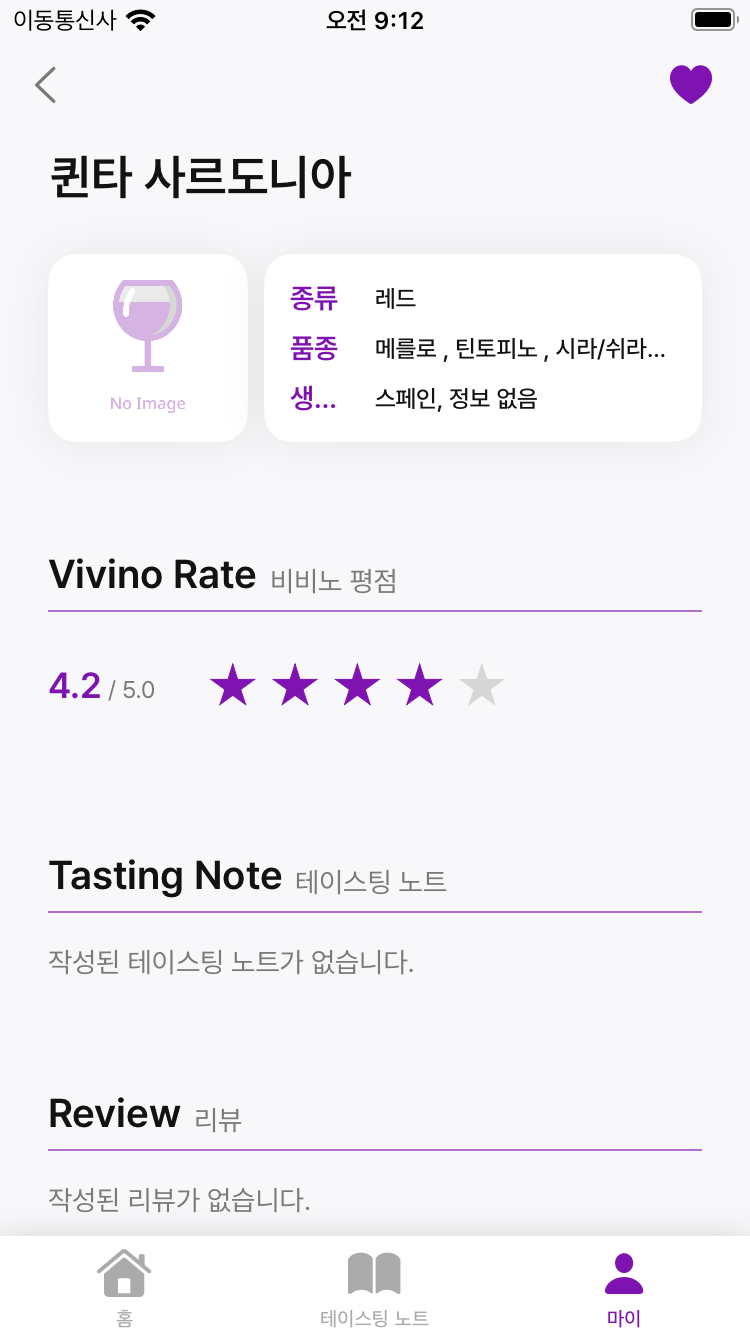 이동통신사 오전 9:12
퀸타 사르도니아
No Image
종류 레드
품종 메를로 , 틴토피노 , 시라/쉬라...
생... 스페인, 정보 없음
Vivino Rate 비비노 평점
4.2 / 5.0
Tasting Note 테이스팅 노트
작성된 테이스팅 노트가 없습니다.
Review 리뷰
작성된 리뷰가 없습니다.
홈 테이스팅 노트 마이